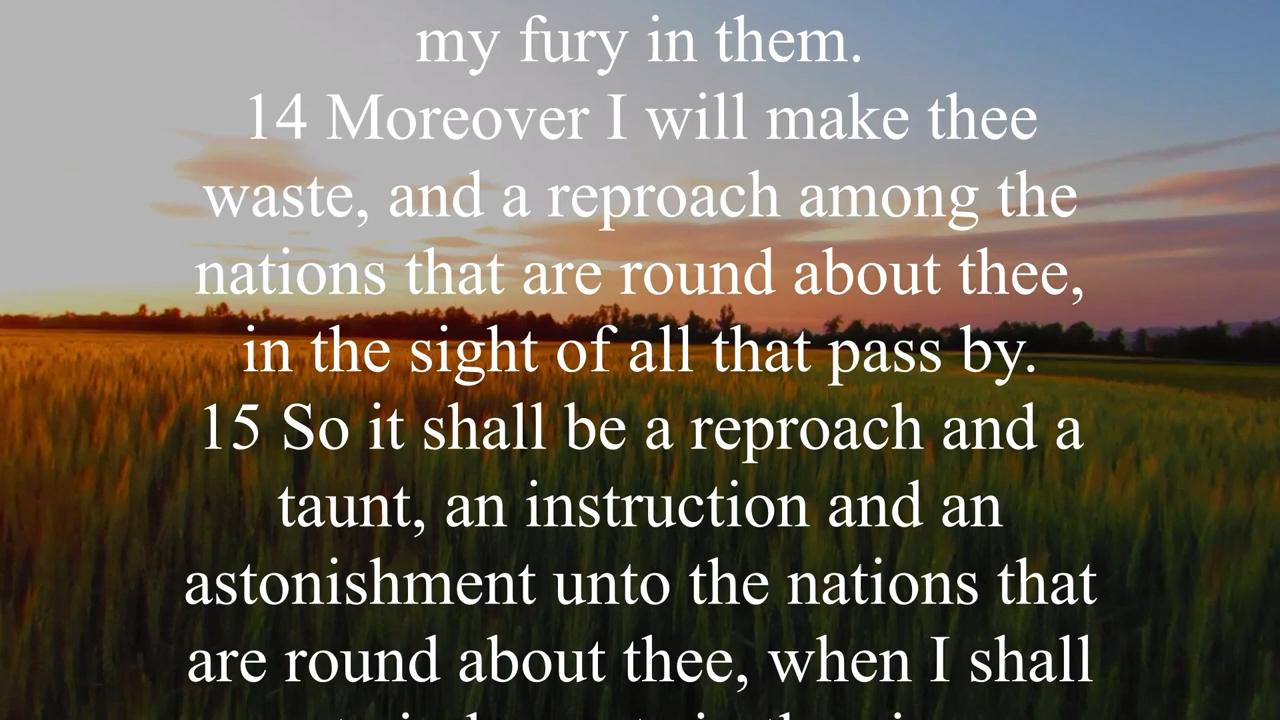 my fury in them.
14 Moreover I will make thee
waste, and a reproach among the
nations that are round about thee,
in the sight of all that pass by.
15 So it shall be a reproach and a
taunt, an instruction and an
astonishment unto the nations that
are round about thee, when I shall